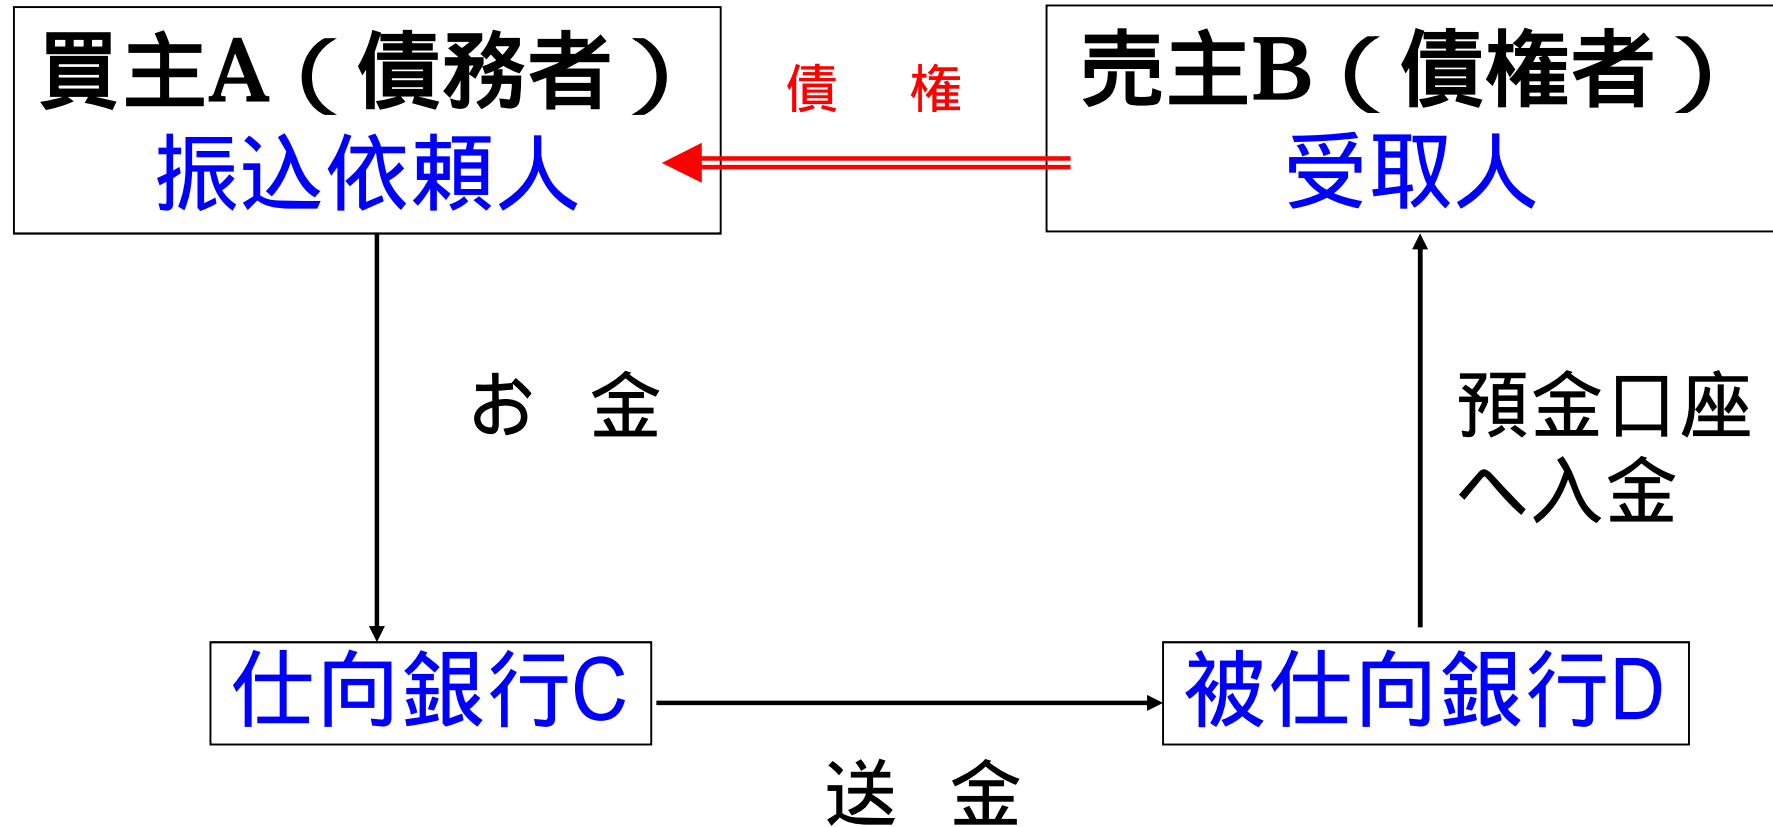 買主A（債務者）
振込依頼人
債　権
売主B（債権者）
受取人
お　金
預金口座
へ入金
仕向銀行C
被仕向銀行D
送　金